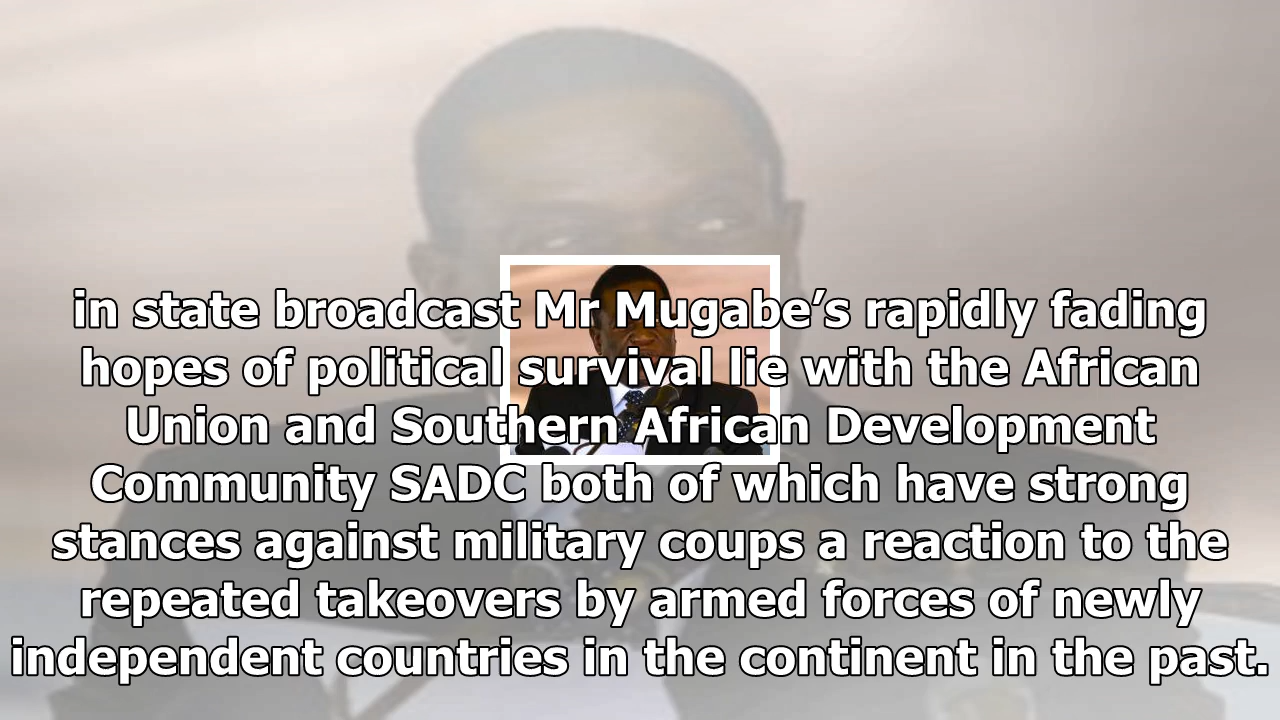 in state broadcast Mr Mugabe’s rapidly fading
hopes of political survival lie with the African
Union and Southern African Development
Community SADC both of which have strong
stances against military coups a reaction to the
repeated takeovers by armed forces of newly
independent countries in the continent in the past.